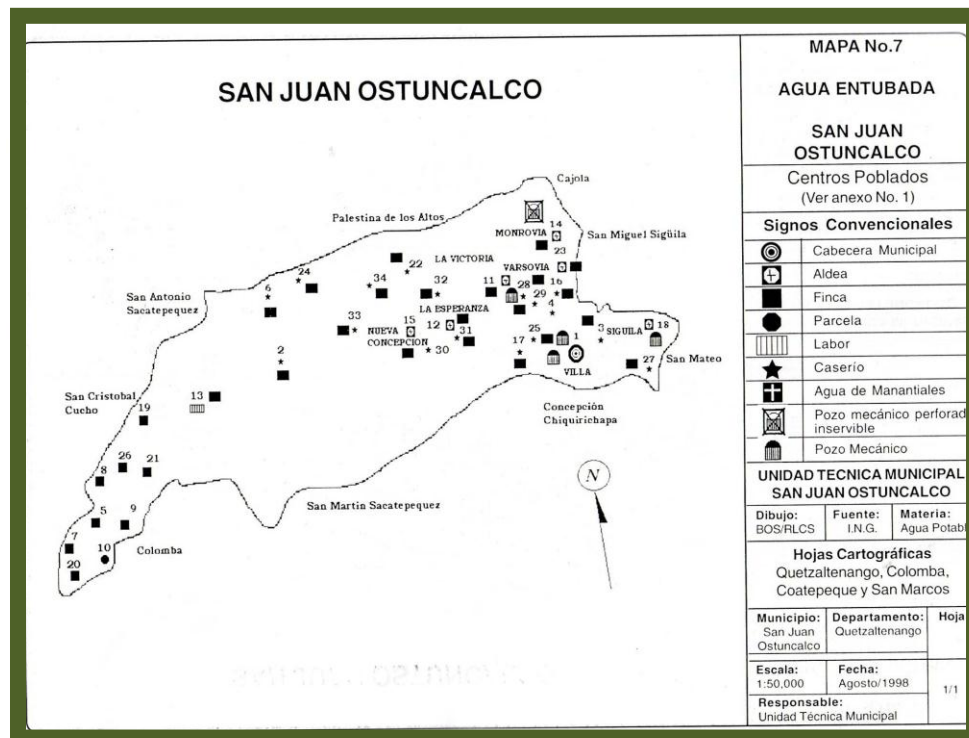 SAN JUAN OSTUNCALCO
Cajola
Palestina de los Altos
14
MONROVIA
23
San Miguel Sigüila
LA VICTORIA
VARSOVIA
24
22
34
32
11
28
16
6
San Antonio
Sacatepequez
29
4
LA ESPERANZA
33
NUEVA
CONCEPCION
15
12
31
30
25
1
3
SIGUILA
18
17
2
VILLA
27
San Mateo
San Cristobal
Cucho
13
19
Concepción
Chiquirichapa
26
21
8
N
San Martin Sacatepequez
5
9
7
10
Colomba
20
MAPA No.7
AGUA ENTUBADA
SAN JUAN
OSTUNCALCO
Centros Poblados
(Ver anexo No. 1)
Signos Convencionales
Cabecera Municipal
Aldea
Finca
Parcela
Labor
Caserío
Agua de Manantiales
Pozo mecánico perforad
inservible
Pozo Mecánico
UNIDAD TECNICA MUNICIPAL
SAN JUAN OSTUNCALCO
Dibujo: Fuente: Materia:
BOS/RLCS I.N.G. Agua Potabl
Hojas Cartográficas
Quetzaltenango, Colomba,
Coatepeque y San Marcos
Municipio: Departamento: Hoja
San Juan Quetzaltenango
Ostuncalco
Escala: Fecha:
1:50,000 Agosto/1998 1/1
Responsable:
Unidad Técnica Municipal